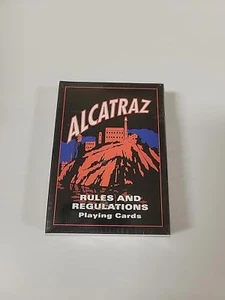 ALCATRAZ
RULES AND
REGULATIONS
Playing Cards